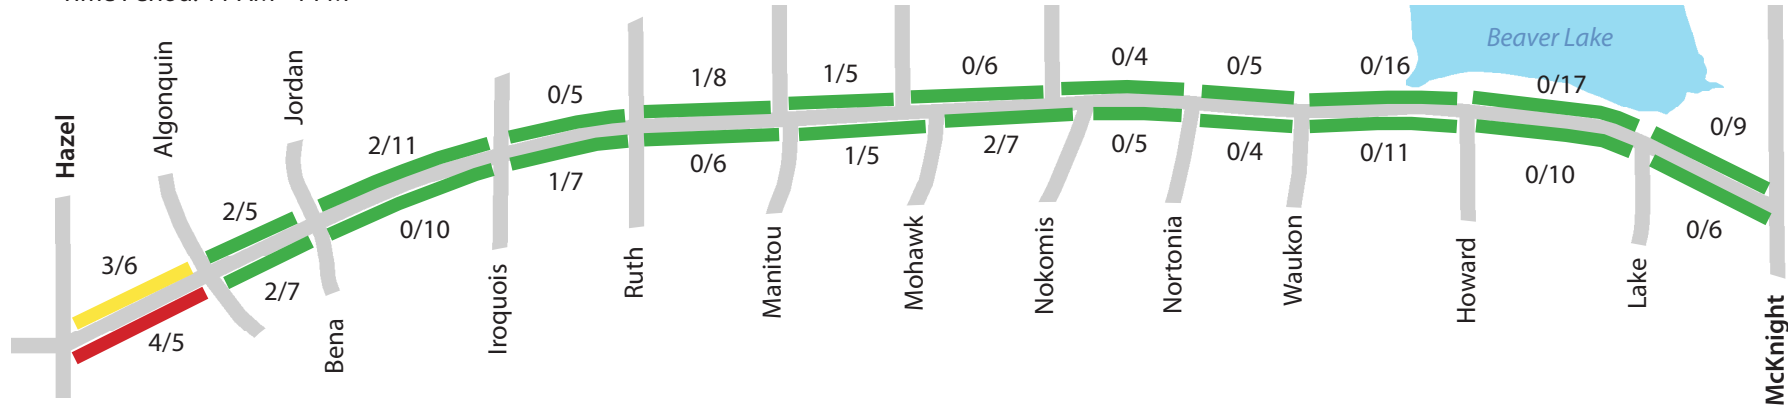 Beaver Lake
Hazel
Algonquin
Jordan
3/6
2/5
2/11
0/5
1/8
1/5
0/6
0/4
0/5
0/16
0/17
0/9
4/5
2/7
0/10
1/7
0/6
1/5
2/7
0/5
0/4
0/11
0/10
0/6
Bena
Iroquois
Ruth
Manitou
Mohawk
Nokomis
Nortonia
Waukon
Howard
Lake
McKnight